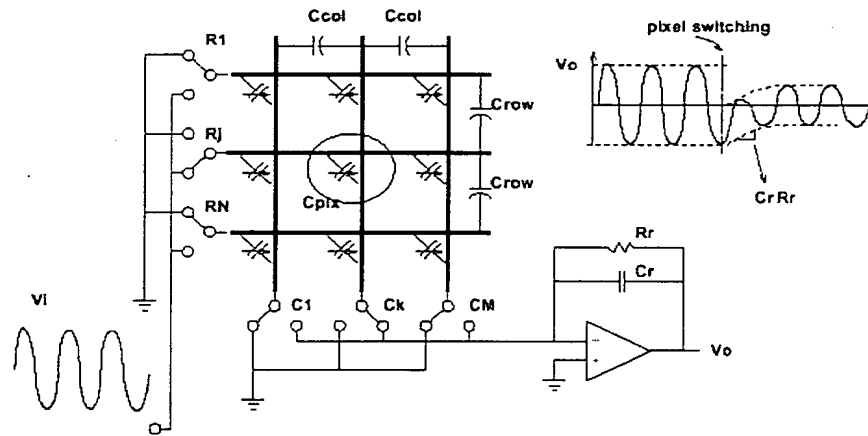 Ccol Ccol
pixel switching
R1
Vo
Crow
Rj
Crow
Cpix
CrRr
RN
Rr
Cr
Vi
C1 Ck CM
−
+
Vo